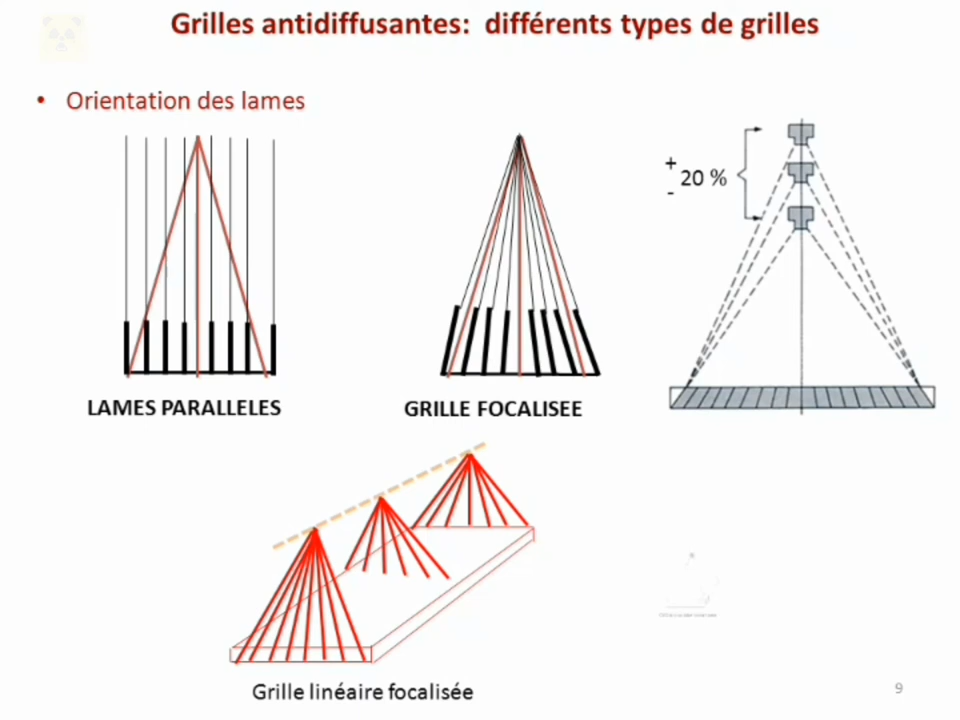 Grilles antidiffusantes: différents types de grilles
• Orientation des lames
+
- 20 %
LAMES PARALLELES
GRILLE FOCALISEE
Grille linéaire focalisée
9